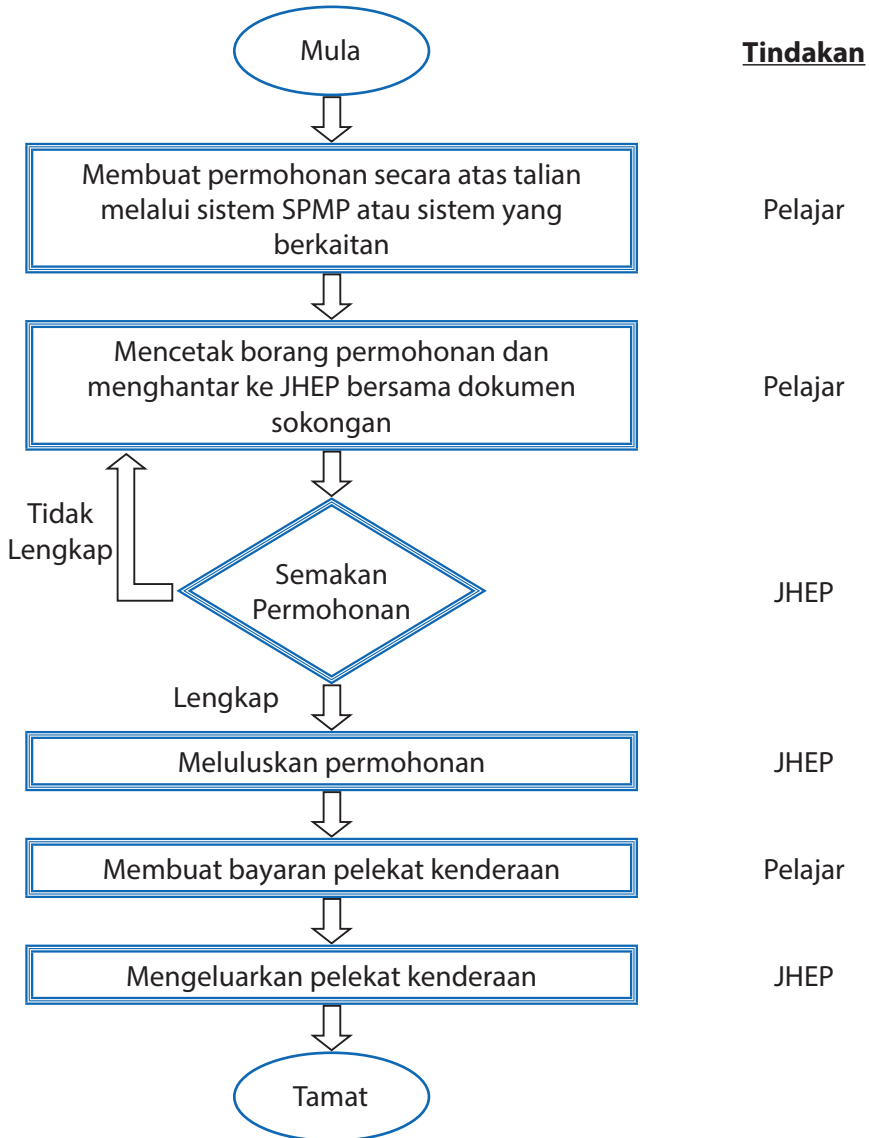 Mula
Tindakan
Membuat permohonan secara atas talian
melalui sistem SPMP atau sistem yang
berkaitan
Pelajar
Mencetak borang permohonan dan
menghantar ke JHEP bersama dokumen
sokongan
Pelajar
Tidak
Lengkap
Semakan
Permohonan
JHEP
Lengkap
Meluluskan permohonan
JHEP
Membuat bayaran pelekat kenderaan
Pelajar
Mengeluarkan pelekat kenderaan
JHEP
Tamat